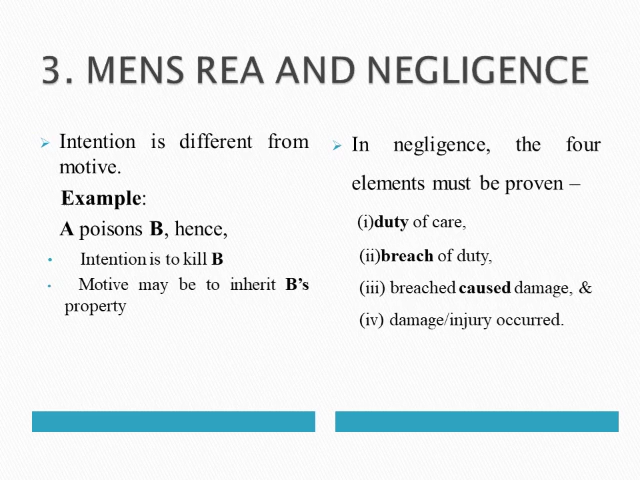 3. MENS REA AND NEGLIGENCE
Intention is different from
motive.
Example:
A poisons B, hence,
Intention is to kill B
Motive may be to inherit B's
property
In negligence, the four
elements must be proven –
(i)duty of care,
(ii)breach of duty,
(iii) breached caused damage, &
(iv) damage/injury occurred.